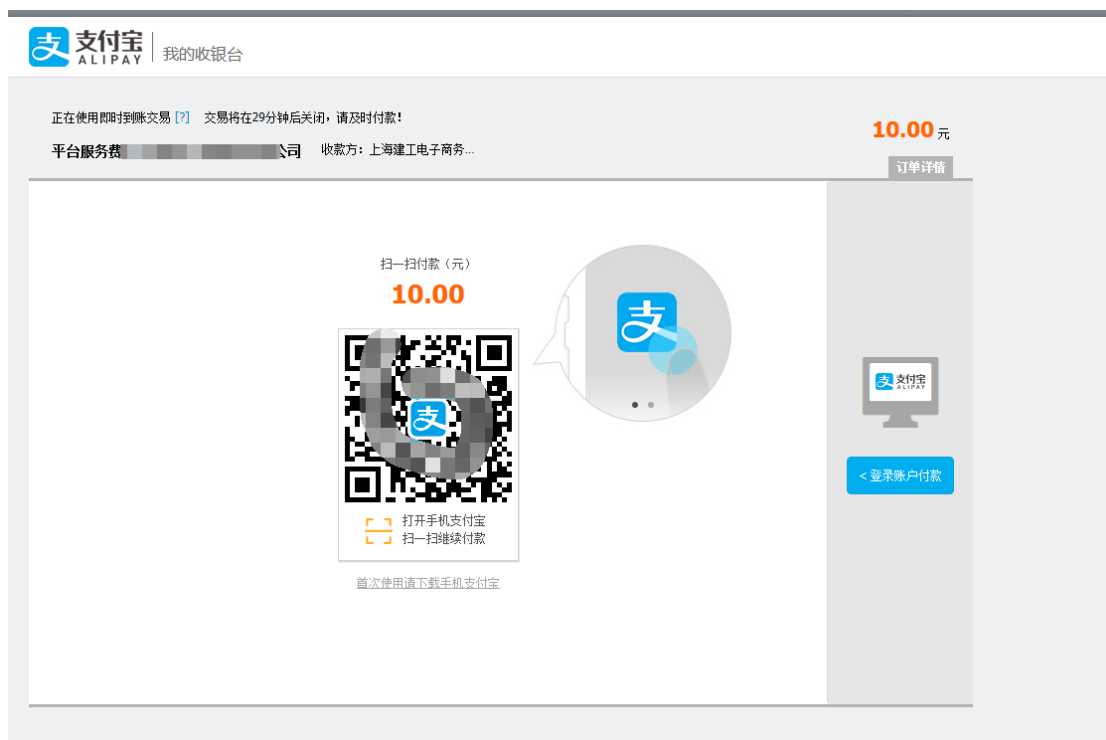 支付宝
ALIPAY
我的收银台
正在使用即时到账交易 [?] 交易将在29分钟后关闭，请及时付款！
10.00 元
平台服务费 公司 收款方：上海建工电子商务...
订单详情
扫一扫付款（元）
10.00
支
支
支付宝
ALIPAY
<登录账户付款
打开手机支付宝
扫一扫继续付款
首次使用请下载手机支付宝